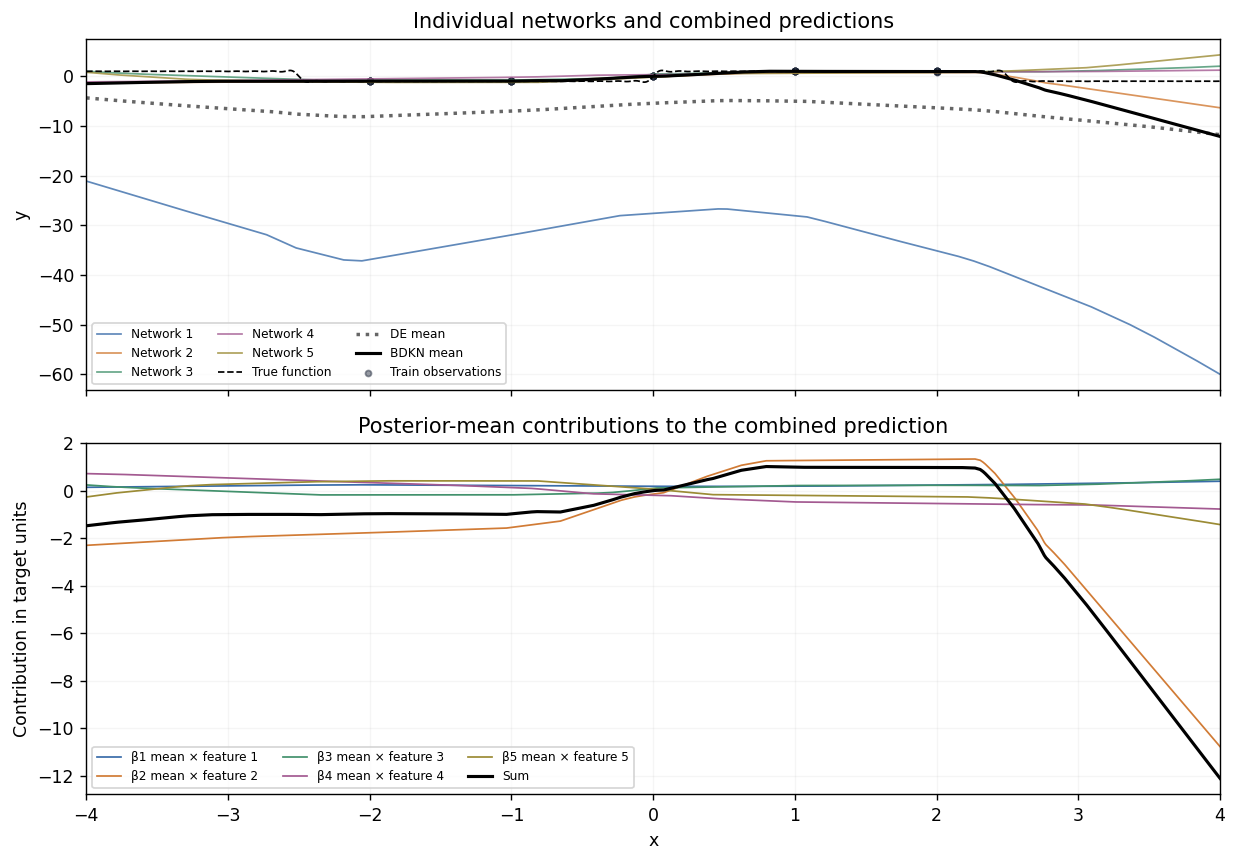 Individual networks and combined predictions
y
0
−10
−20
−30
−40
−50
−60
Network 1
Network 2
Network 3
Network 4
Network 5
True function
DE mean
BDKN mean
Train observations
Posterior-mean contributions to the combined prediction
Contribution in target units
2
0
−2
−4
−6
−8
−10
−12
β1 mean × feature 1
β2 mean × feature 2
β3 mean × feature 3
β4 mean × feature 4
β5 mean × feature 5
Sum
−4 −3 −2 −1 0 1 2 3 4
x